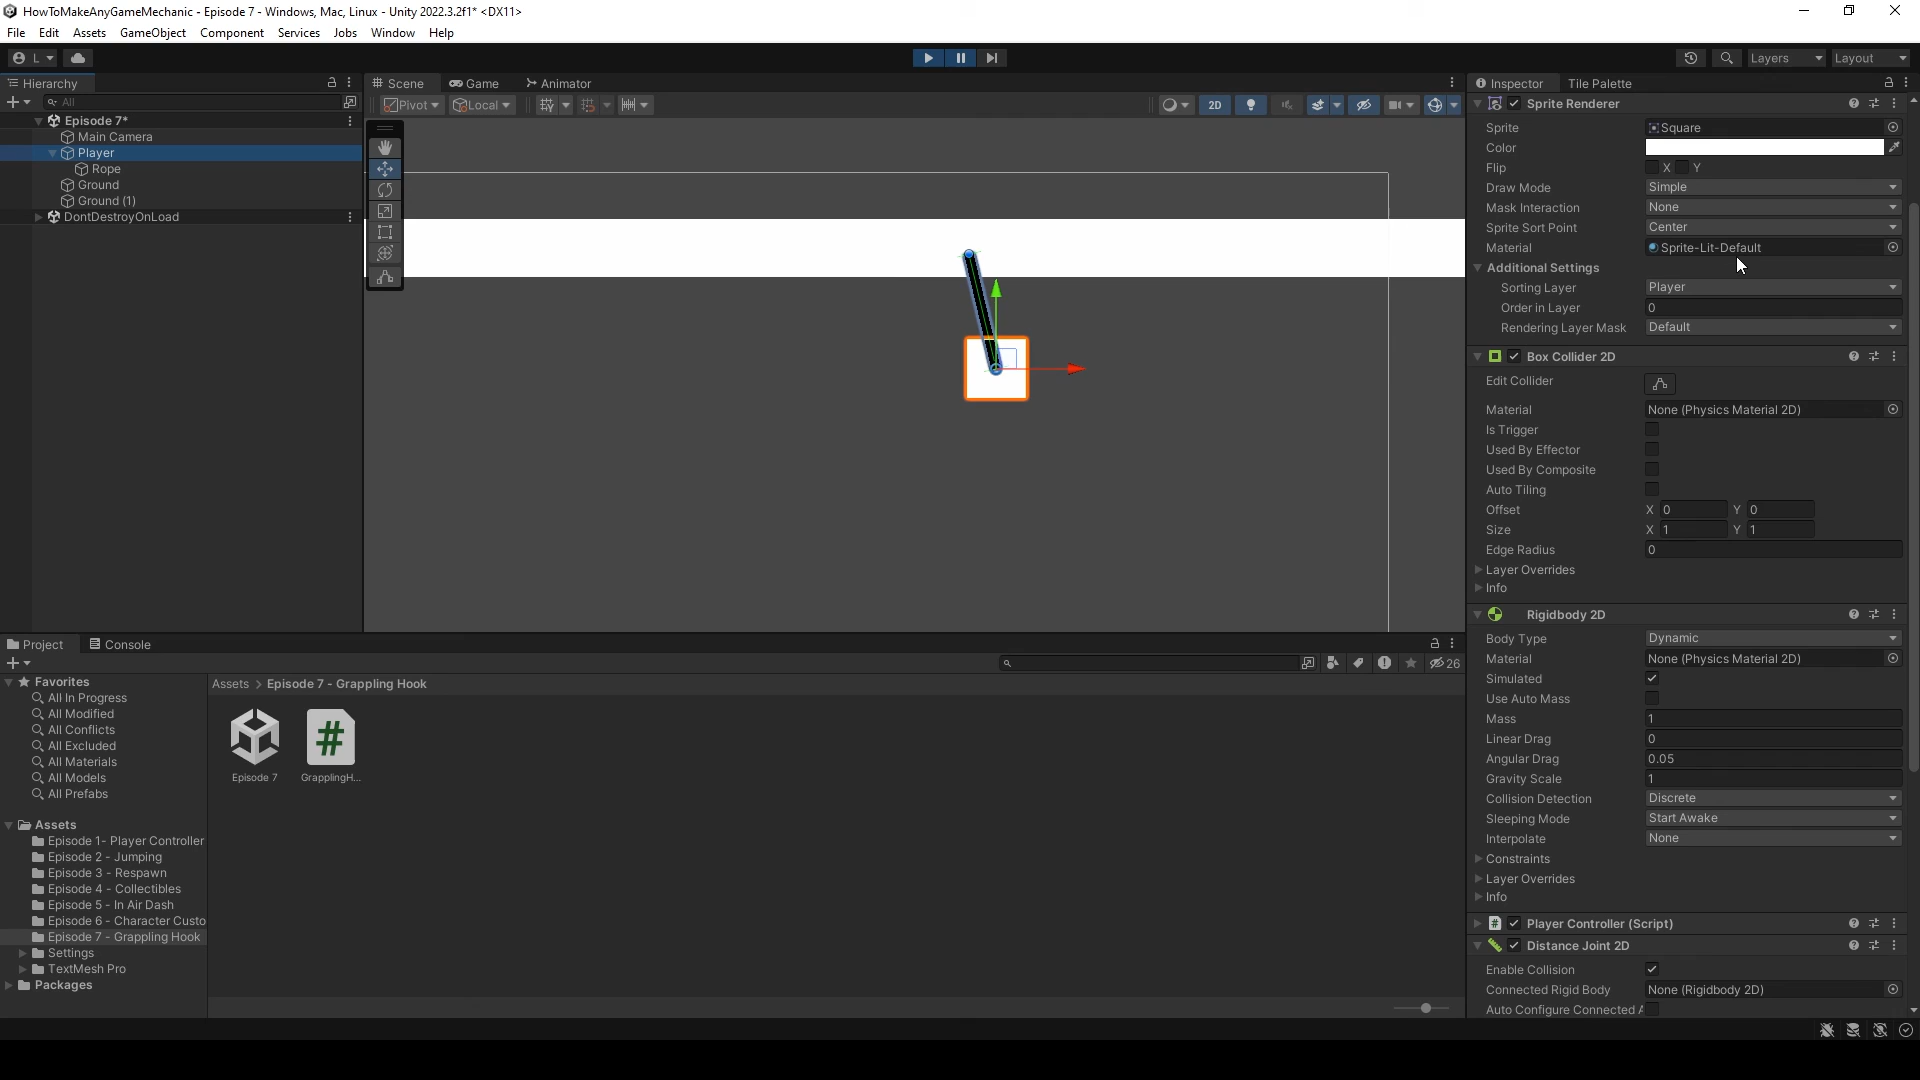 HowToMakeAnyGameMechanic - Episode 7 - Windows, Mac, Linux - Unity 2022.3.2f1* <DX11>
File Edit Assets GameObject Component Services Jobs Window Help
L
Layers
Layout
Hierarchy
All
Episode 7*
Main Camera
Player
Rope
Ground
Ground (1)
DontDestroyOnLoad
Scene Game Animator
Pivot Local 2D
Inspector Tile Palette
Sprite Renderer
Sprite Square
Color
Flip X Y
Draw Mode Simple
Mask Interaction None
Sprite Sort Point Center
Material Sprite-Lit-Default
Additional Settings
Sorting Layer Player
Order in Layer 0
Rendering Layer Mask Default
Box Collider 2D
Edit Collider
Material None (Physics Material 2D)
Is Trigger
Used By Effector
Used By Composite
Auto Tiling
Offset X 0 Y 0
Size X 1 Y 1
Edge Radius 0
Layer Overrides
Info
Rigidbody 2D
Body Type Dynamic
Material None (Physics Material 2D)
Simulated
Use Auto Mass
Mass 1
Linear Drag 0
Angular Drag 0.05
Gravity Scale 1
Collision Detection Discrete
Sleeping Mode Start Awake
Interpolate None
Constraints
Layer Overrides
Info
Player Controller (Script)
Distance Joint 2D
Enable Collision
Connected Rigid Body None (Rigidbody 2D)
Auto Configure Connected A
Project Console
26
Favorites
All In Progress
All Modified
All Conflicts
All Excluded
All Materials
All Models
All Prefabs
Assets
Episode 1- Player Controller
Episode 2 - Jumping
Episode 3 - Respawn
Episode 4 - Collectibles
Episode 5 - In Air Dash
Episode 6 - Character Custo
Episode 7 - Grappling Hook
Settings
TextMesh Pro
Packages
Assets > Episode 7 - Grappling Hook
Episode 7
GrapplingH...